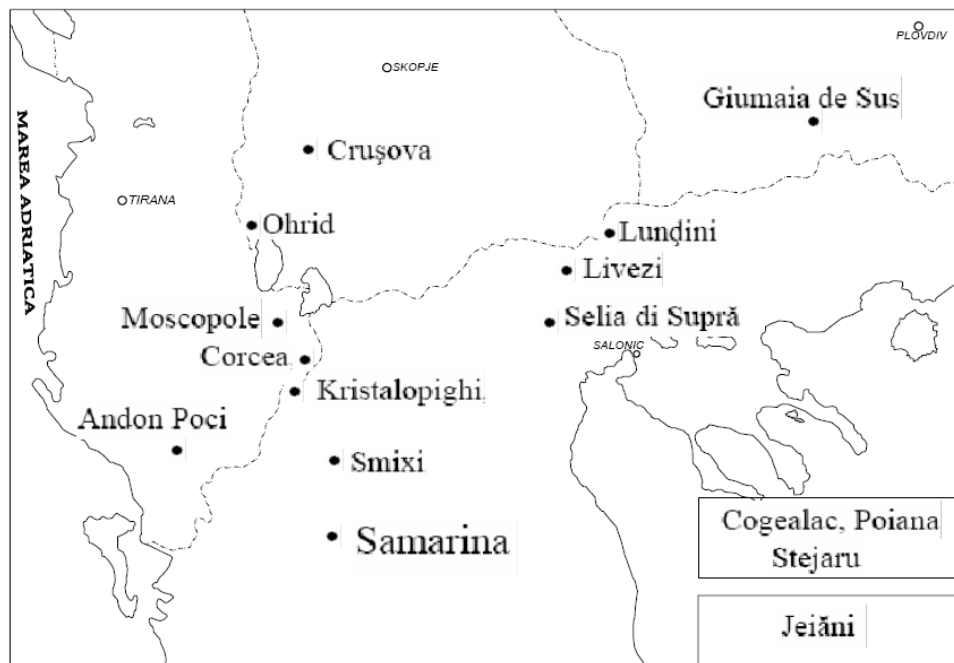 PLOVDIV
SKOPJE
Giumaia de Sus
MAREA ADRIATICA
Crușova
TIRANA
Ohrid
Lunḑini
Livezi
Moscopole
Selia di Supră
SALONIC
Corcea
Kristalopighi
Andon Poci
Smixi
Samarina
Cogealac, Poiana
Stejaru
Jeiăni